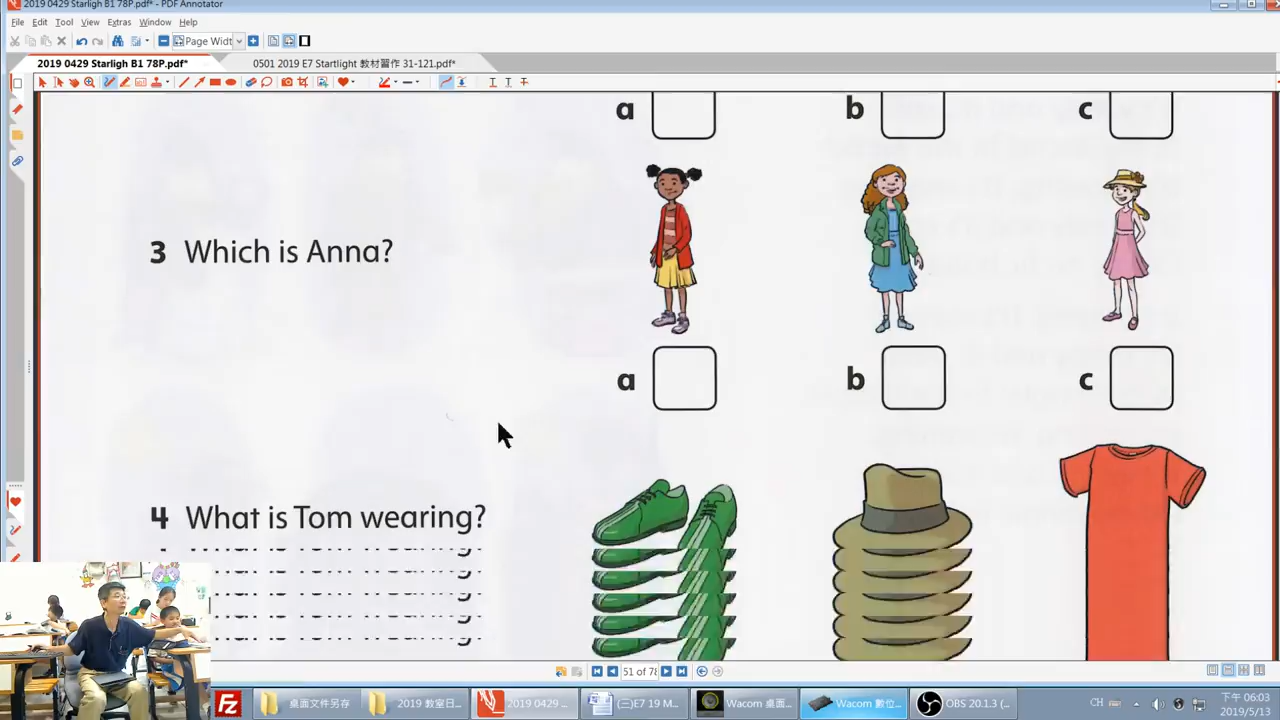 2019 0429 Starligh B1 78P.pdf* - PDF Annotator
File Edit Tool View Extras Window Help
Page Widt
2019 0429 Starligh B1 78P.pdf*
0501 2019 E7 Startlight 教材習作 31-121.pdf*
a b c
3 Which is Anna?
a b c
4 What is Tom wearing?
51 of 78
桌面文件另存
2019 教室日...
2019 0429 ...
(三)E7 19 M...
Wacom 桌面...
Wacom 數位...
OBS 20.1.3 (...
CH
下午 06:03
2019/5/13